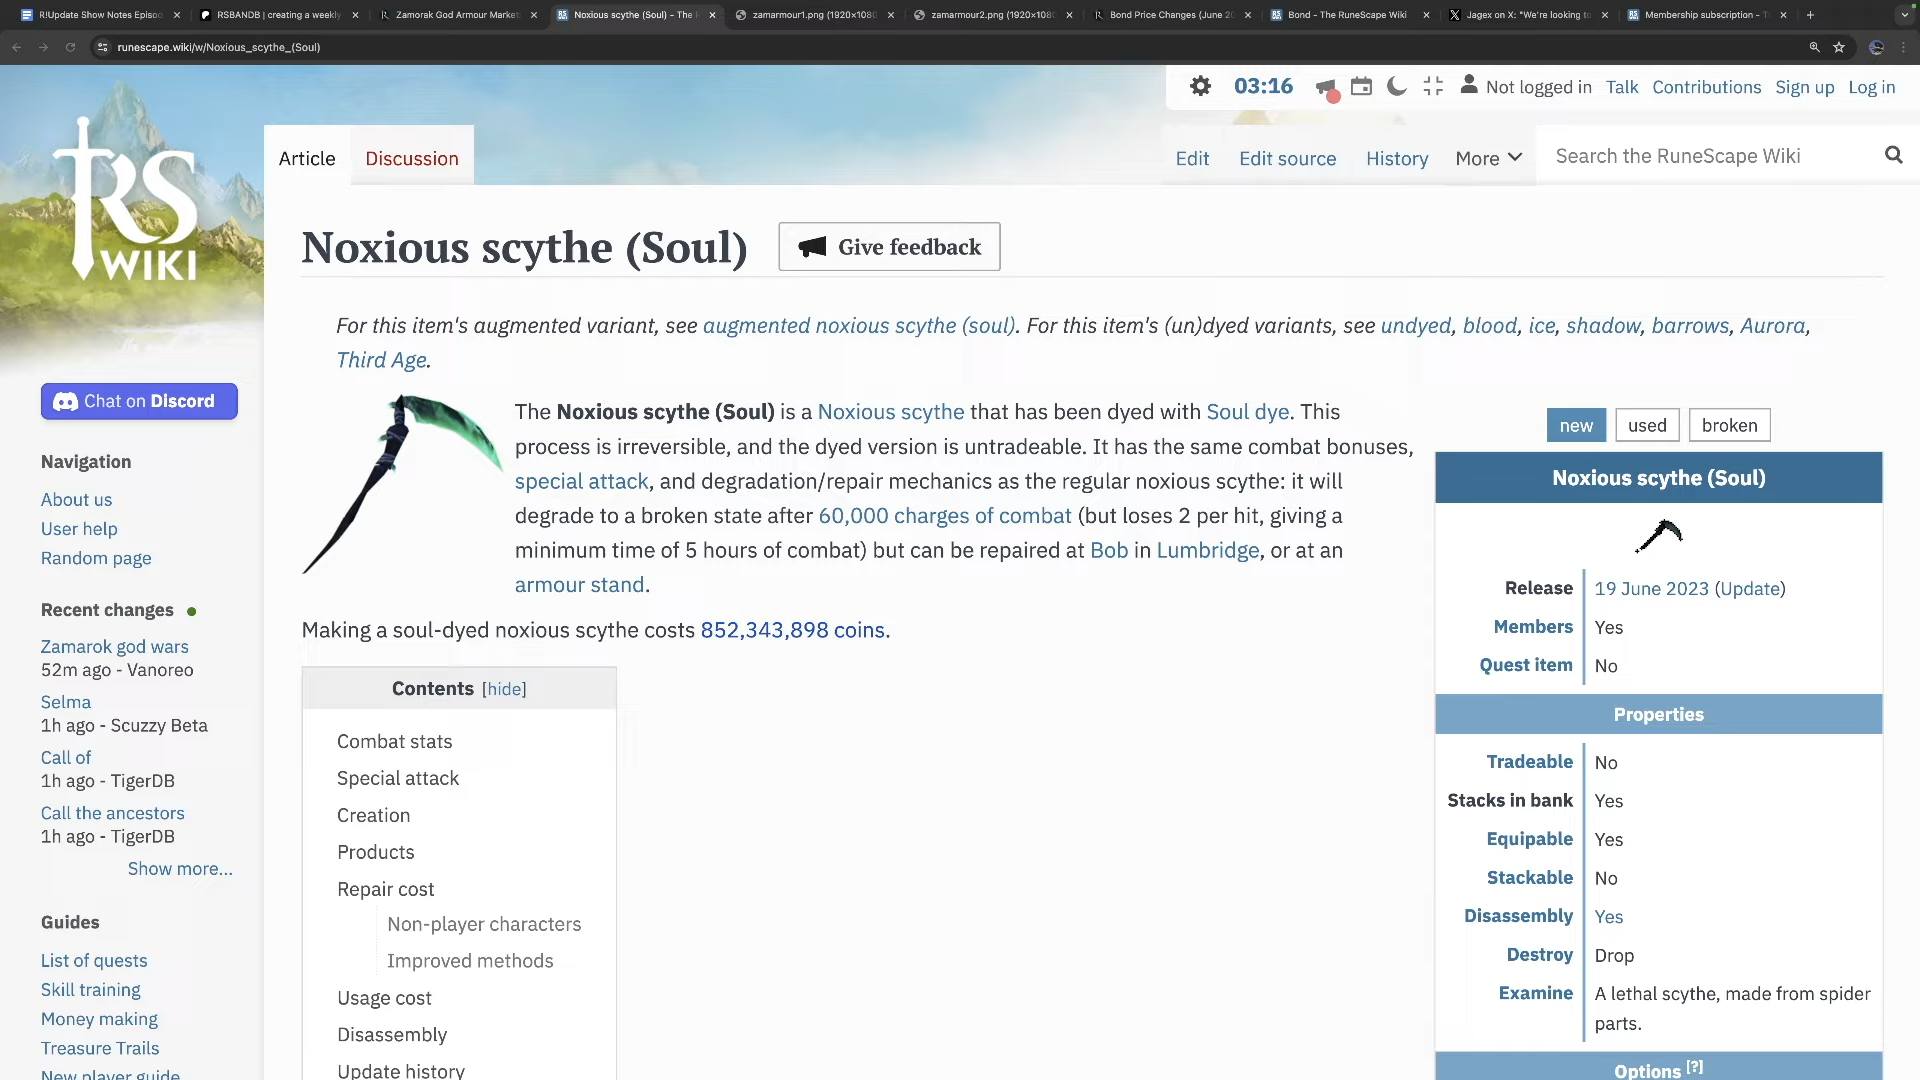 R!Update Show Notes Episo
RSBANDB | creating a weekly
Zamorak God Armour Market
Noxious scythe (Soul) - The R
zamarmour1.png (1920×1080
zamarmour2.png (1920×108
Bond Price Changes (June 20
Bond - The RuneScape Wiki
Jagex on X: "We're looking to
Membership subscription - T
runescape.wiki/w/Noxious_scythe_(Soul)
03:16
Not logged in
Talk
Contributions
Sign up
Log in
RS
WIKI
Article
Discussion
Edit
Edit source
History
More
Search the RuneScape Wiki
Noxious scythe (Soul)
Give feedback
For this item's augmented variant, see augmented noxious scythe (soul). For this item's (un)dyed variants, see undyed, blood, ice, shadow, barrows, Aurora,
Third Age.
Chat on Discord
Navigation
About us
User help
Random page
Recent changes
Zamarok god wars
52m ago - Vanoreo
Selma
1h ago - Scuzzy Beta
Call of
1h ago - TigerDB
Call the ancestors
1h ago - TigerDB
Show more...
Guides
List of quests
Skill training
Money making
Treasure Trails
New player guide
The Noxious scythe (Soul) is a Noxious scythe that has been dyed with Soul dye. This
process is irreversible, and the dyed version is untradeable. It has the same combat bonuses,
special attack, and degradation/repair mechanics as the regular noxious scythe: it will
degrade to a broken state after 60,000 charges of combat (but loses 2 per hit, giving a
minimum time of 5 hours of combat) but can be repaired at Bob in Lumbridge, or at an
armour stand.
Making a soul-dyed noxious scythe costs 852,343,898 coins.
Contents [hide]
Combat stats
Special attack
Creation
Products
Repair cost
Non-player characters
Improved methods
Usage cost
Disassembly
Update history
new
used
broken
Noxious scythe (Soul)
Release 19 June 2023 (Update)
Members Yes
Quest item No
Properties
Tradeable No
Stacks in bank Yes
Equipable Yes
Stackable No
Disassembly Yes
Destroy Drop
Examine A lethal scythe, made from spider
parts.
Options [?]